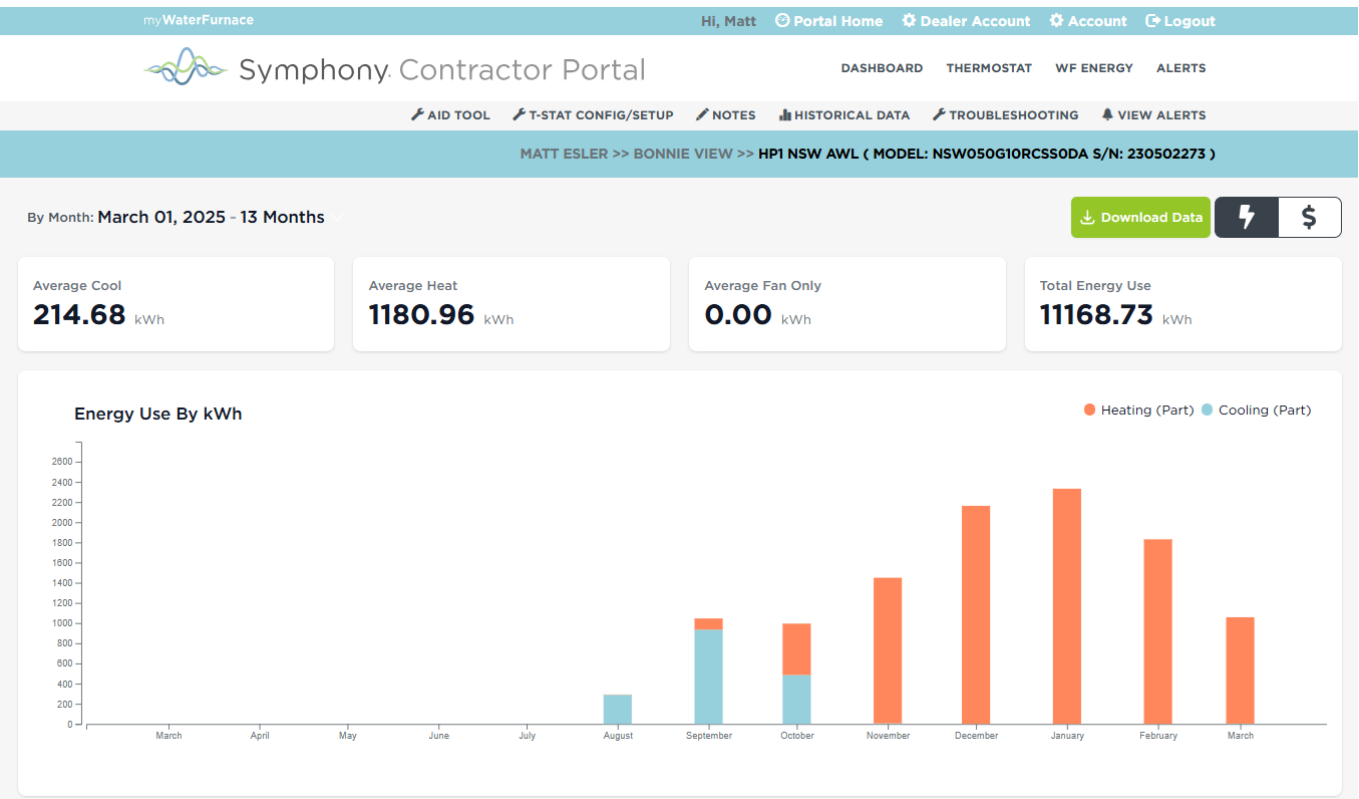 myWaterFurnace
Hi, Matt Portal Home Dealer Account Account Logout
Symphony. Contractor Portal
DASHBOARD THERMOSTAT WF ENERGY ALERTS
AID TOOL T-STAT CONFIG/SETUP NOTES HISTORICAL DATA TROUBLESHOOTING VIEW ALERTS
MATT ESLER >> BONNIE VIEW >> HP1 NSW AWL ( MODEL: NSW050G10RCSS0DA S/N: 230502273 )
By Month: March 01, 2025 - 13 Months
Download Data
$
Average Cool
214.68 kWh
Average Heat
1180.96 kWh
Average Fan Only
0.00 kWh
Total Energy Use
11168.73 kWh
Energy Use By kWh
Heating (Part) Cooling (Part)
2600
2400
2200
2000
1800
1600
1400
1200
1000
800
600
400
200
0
March April May June July August September October November December January February March